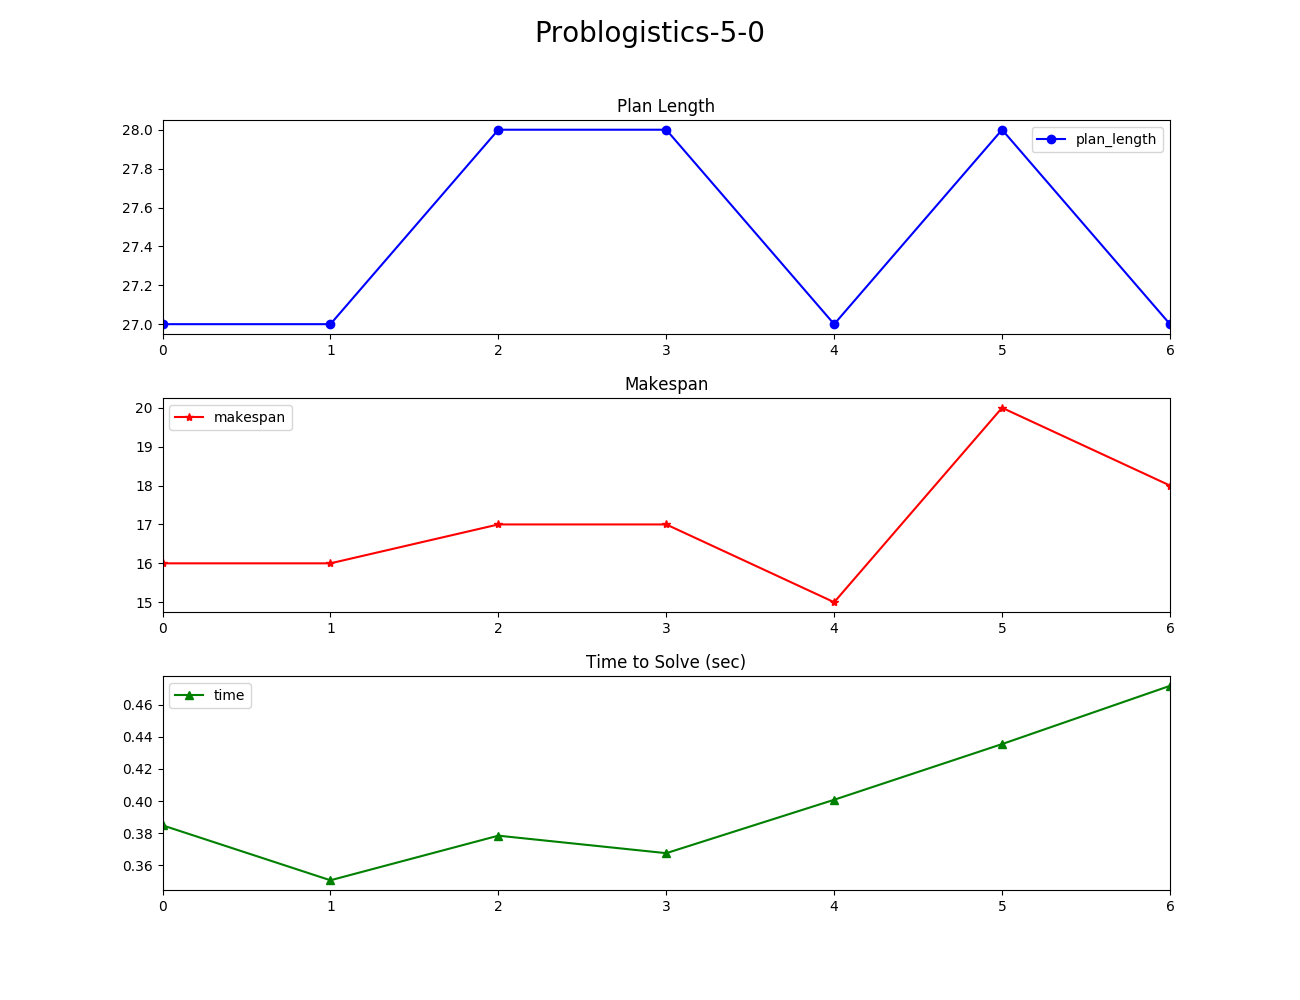 Problogistics-5-0
Plan Length
28.0
27.8
27.6
27.4
27.2
27.0
plan_length
0 1 2 3 4 5 6
Makespan
20
19
18
17
16
15
makespan
0 1 2 3 4 5 6
Time to Solve (sec)
0.46
0.44
0.42
0.40
0.38
0.36
time
0 1 2 3 4 5 6